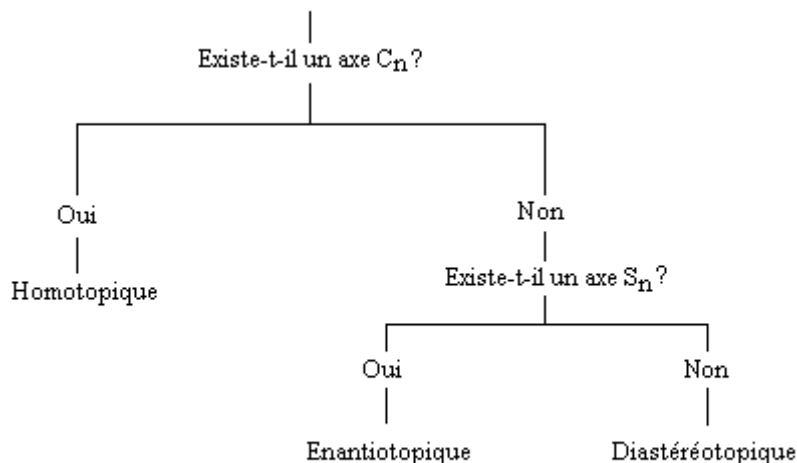 Existe-t-il un axe Cn?
Oui
Non
Homotopique
Existe-t-il un axe Sn?
Oui
Non
Enantiotopique
Diastéréotopique